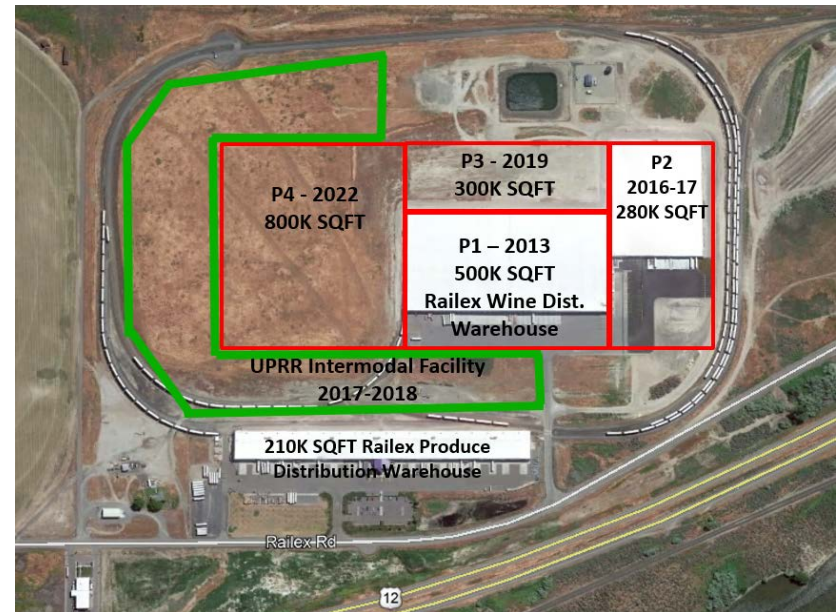 P4 - 2022
800K SQFT
P3 - 2019
300K SQFT
P2
2016-17
280K SQFT
P1 – 2013
500K SQFT
Railex Wine Dist.
Warehouse
UPRR Intermodal Facility
2017-2018
210K SQFT Railex Produce
Distribution Warehouse
Railex Rd
12